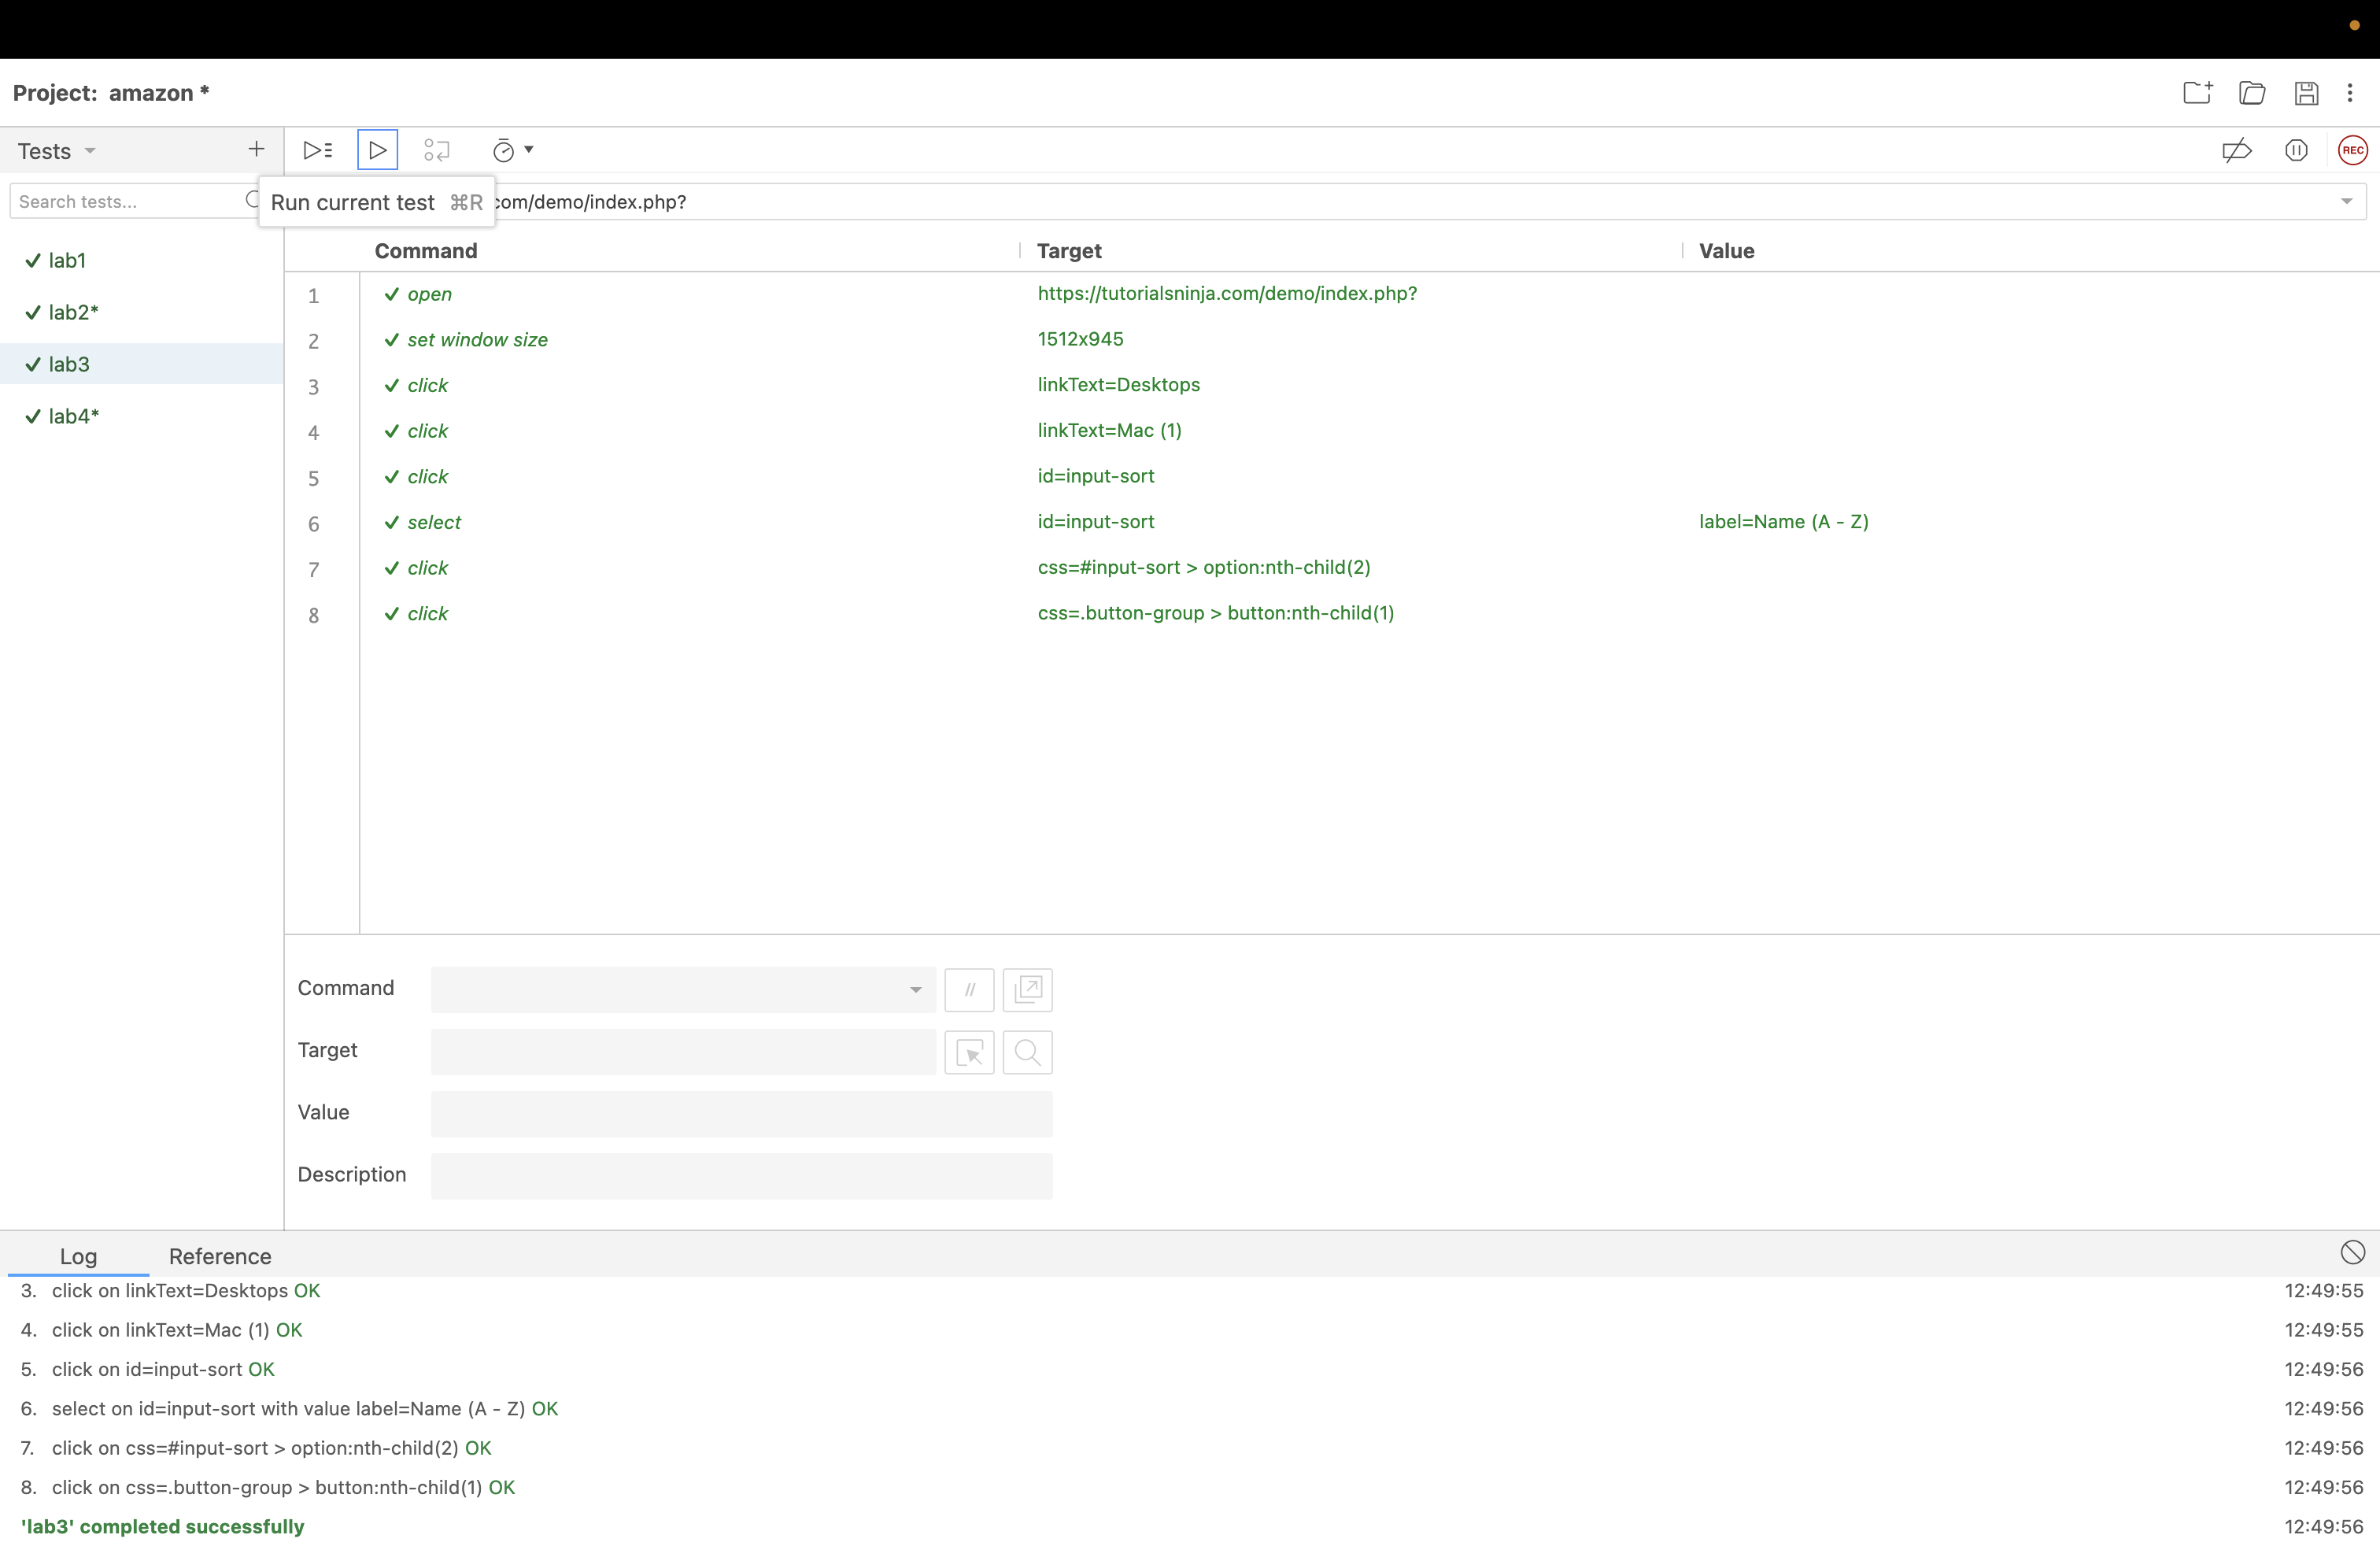 Project: amazon *
Tests
REC
Search tests...
Run current test ⌘R
com/demo/index.php?
lab1
lab2*
lab3
lab4*
Command Target Value
1 open https://tutorialsninja.com/demo/index.php?
2 set window size 1512x945
3 click linkText=Desktops
4 click linkText=Mac (1)
5 click id=input-sort
6 select id=input-sort label=Name (A - Z)
7 click css=#input-sort > option:nth-child(2)
8 click css=.button-group > button:nth-child(1)
Command //
Target
Value
Description
Log Reference
3. click on linkText=Desktops OK 12:49:55
4. click on linkText=Mac (1) OK 12:49:55
5. click on id=input-sort OK 12:49:56
6. select on id=input-sort with value label=Name (A - Z) OK 12:49:56
7. click on css=#input-sort > option:nth-child(2) OK 12:49:56
8. click on css=.button-group > button:nth-child(1) OK 12:49:56
'lab3' completed successfully 12:49:56